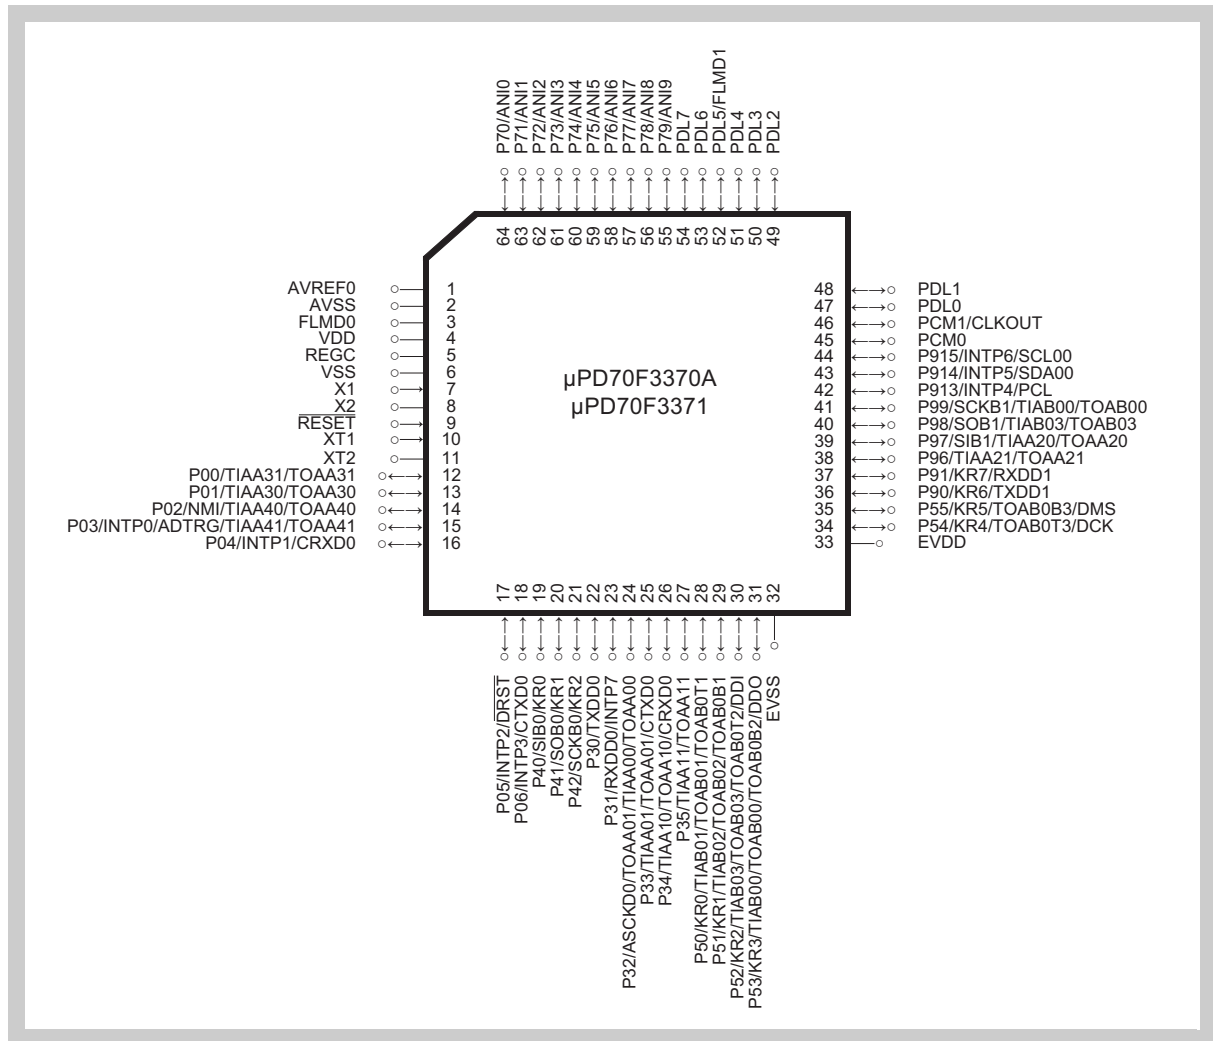 P70/ANI0
P71/ANI1
P72/ANI2
P73/ANI3
P74/ANI4
P75/ANI5
P76/ANI6
P77/ANI7
P78/ANI8
P79/ANI9
PDL7
PDL6
PDL5/FLMD1
PDL4
PDL3
PDL2
64
63
62
61
60
59
58
57
56
55
54
53
52
51
50
49
AVREF0 1
AVSS 2
FLMD0 3
VDD 4
REGC 5
VSS 6
X1 7
X2 8
RESET 9
XT1 10
XT2 11
P00/TIAA31/TOAA31 12
P01/TIAA30/TOAA30 13
P02/NMI/TIAA40/TOAA40 14
P03/INTP0/ADTRG/TIAA41/TOAA41 15
P04/INTP1/CRXD0 16
µPD70F3370A
µPD70F3371
48 PDL1
47 PDL0
46 PCM1/CLKOUT
45 PCM0
44 P915/INTP6/SCL00
43 P914/INTP5/SDA00
42 P913/INTP4/PCL
41 P99/SCKB1/TIAB00/TOAB00
40 P98/SOB1/TIAB03/TOAB03
39 P97/SIB1/TIAA20/TOAA20
38 P96/TIAA21/TOAA21
37 P91/KR7/RXDD1
36 P90/KR6/TXDD1
35 P55/KR5/TOAB0B3/DMS
34 P54/KR4/TOAB0T3/DCK
33 EVDD
17
18
19
20
21
22
23
24
25
26
27
28
29
30
31
32
P05/INTP2/DRST
P06/INTP3/CTXD0
P40/SIB0/KR0
P41/SOB0/KR1
P42/SCKB0/KR2
P30/TXDD0
P31/RXDD0/INTP7
P32/ASCKD0/TOAA01/TIAA00/TOAA00
P33/TIAA01/TOAA01/CTXD0
P34/TIAA10/TOAA10/CRXD0
P35/TIAA11/TOAA11
P50/KR0/TIAB01/TOAB01/TOAB0T1
P51/KR1/TIAB02/TOAB02/TOAB0B1
P52/KR2/TIAB03/TOAB03/TOAB0T2/DDI
P53/KR3/TIAB00/TOAB00/TOAB0B2/DDO
EVSS